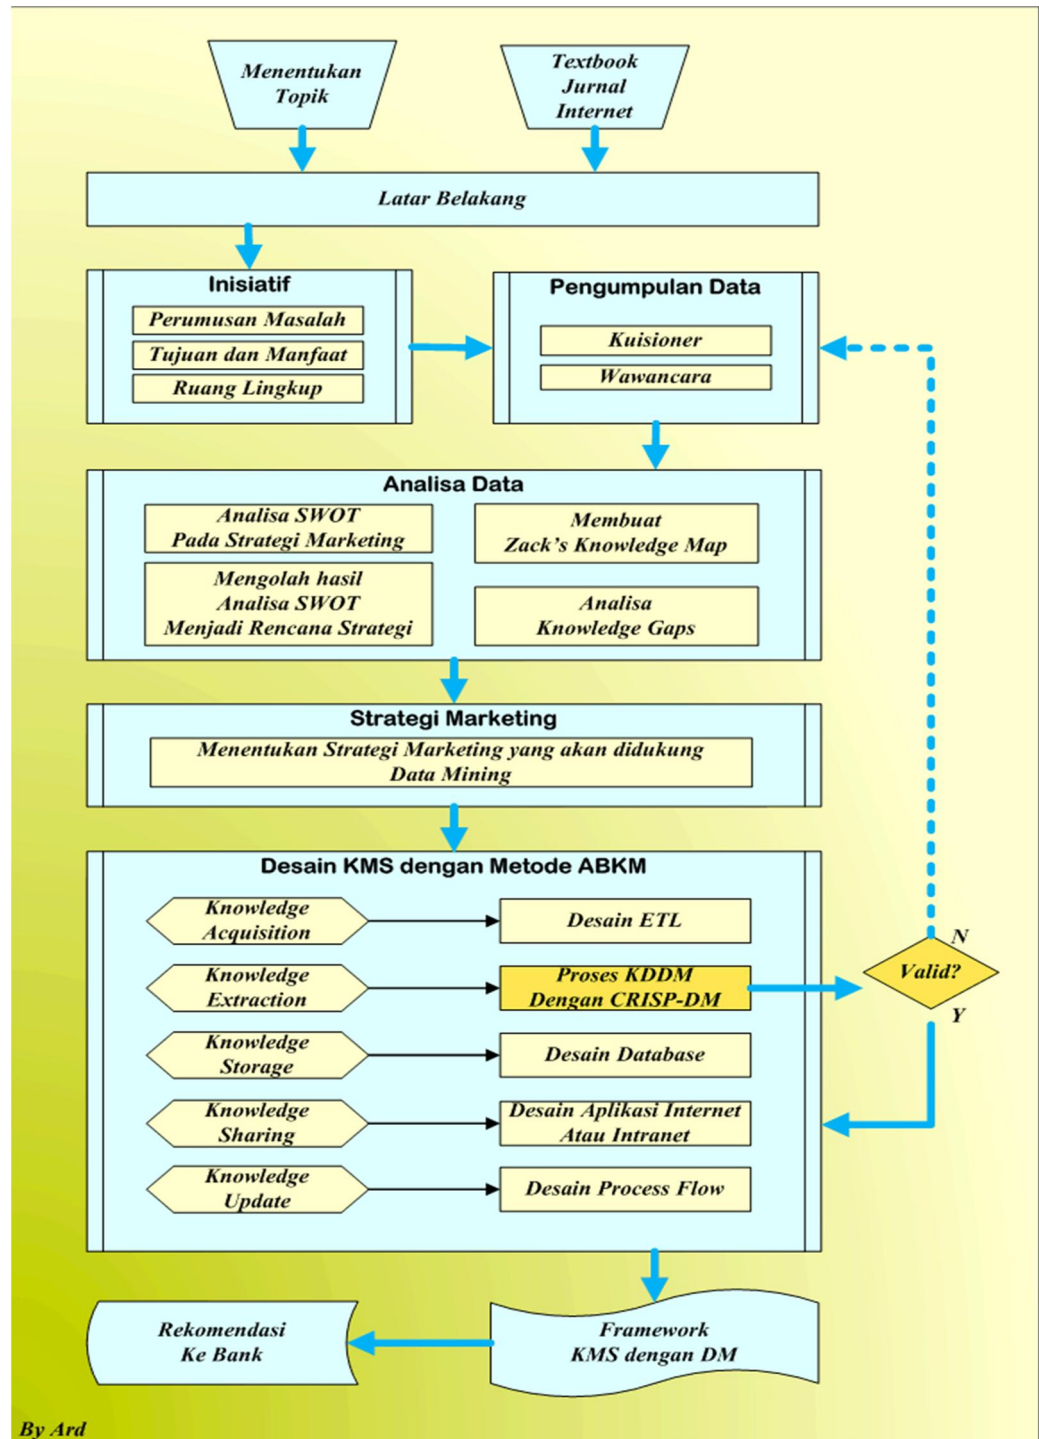 Menentukan
Topik
Textbook
Jurnal
Internet
Latar Belakang
Inisiatif
Perumusan Masalah
Tujuan dan Manfaat
Ruang Lingkup
Pengumpulan Data
Kuisioner
Wawancara
Analisa Data
Analisa SWOT
Pada Strategi Marketing
Membuat
Zack's Knowledge Map
Mengolah hasil
Analisa SWOT
Menjadi Rencana Strategi
Analisa
Knowledge Gaps
Strategi Marketing
Menentukan Strategi Marketing yang akan didukung
Data Mining
Desain KMS dengan Metode ABKM
Knowledge
Acquisition
Desain ETL
Knowledge
Extraction
Proses KDDM
Dengan CRISP-DM
N
Valid?
Y
Knowledge
Storage
Desain Database
Knowledge
Sharing
Desain Aplikasi Internet
Atau Intranet
Knowledge
Update
Desain Process Flow
Rekomendasi
Ke Bank
Framework
KMS dengan DM
By Ard